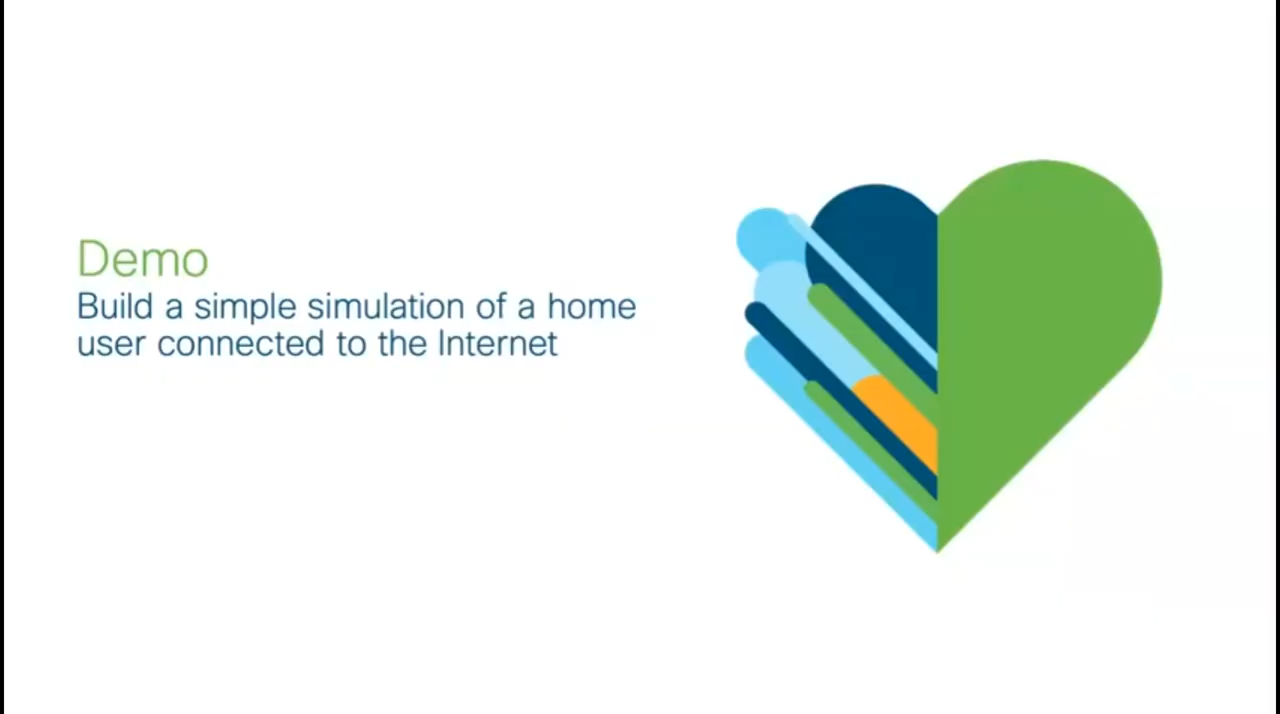 Demo
Build a simple simulation of a home
user connected to the Internet